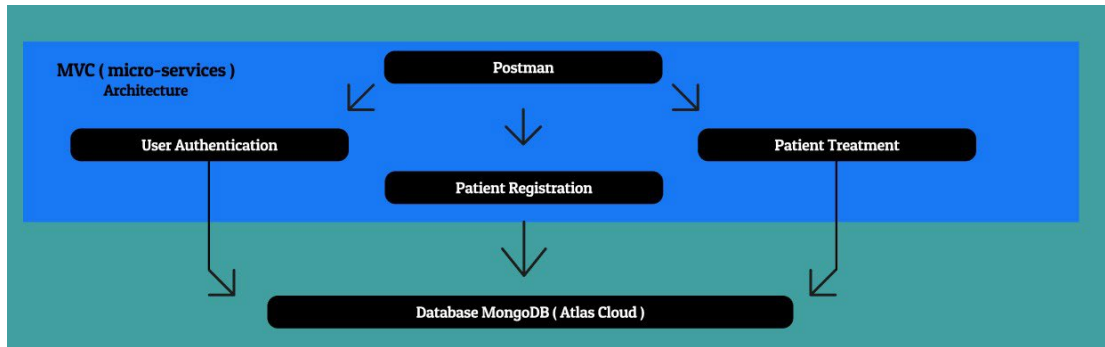 MVC ( micro-services )
Architecture
Postman
User Authentication
Patient Treatment
Patient Registration
Database MongoDB ( Atlas Cloud )